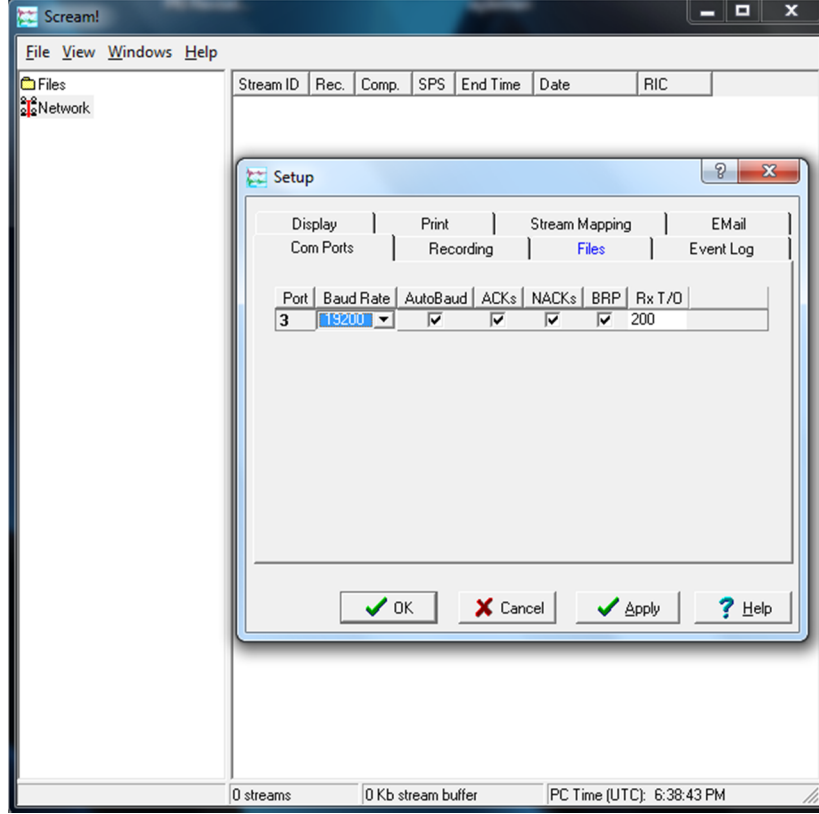 Scream!
File View Windows Help
Files
Network
Stream ID Rec. Comp. SPS End Time Date RIC
Setup
Display Print Stream Mapping EMail
Com Ports Recording Files Event Log
Port Baud Rate AutoBaud ACKs NACKs BRP Rx T/O
3 19200 200
OK Cancel Apply Help
0 streams 0 Kb stream buffer PC Time (UTC): 6:38:43 PM